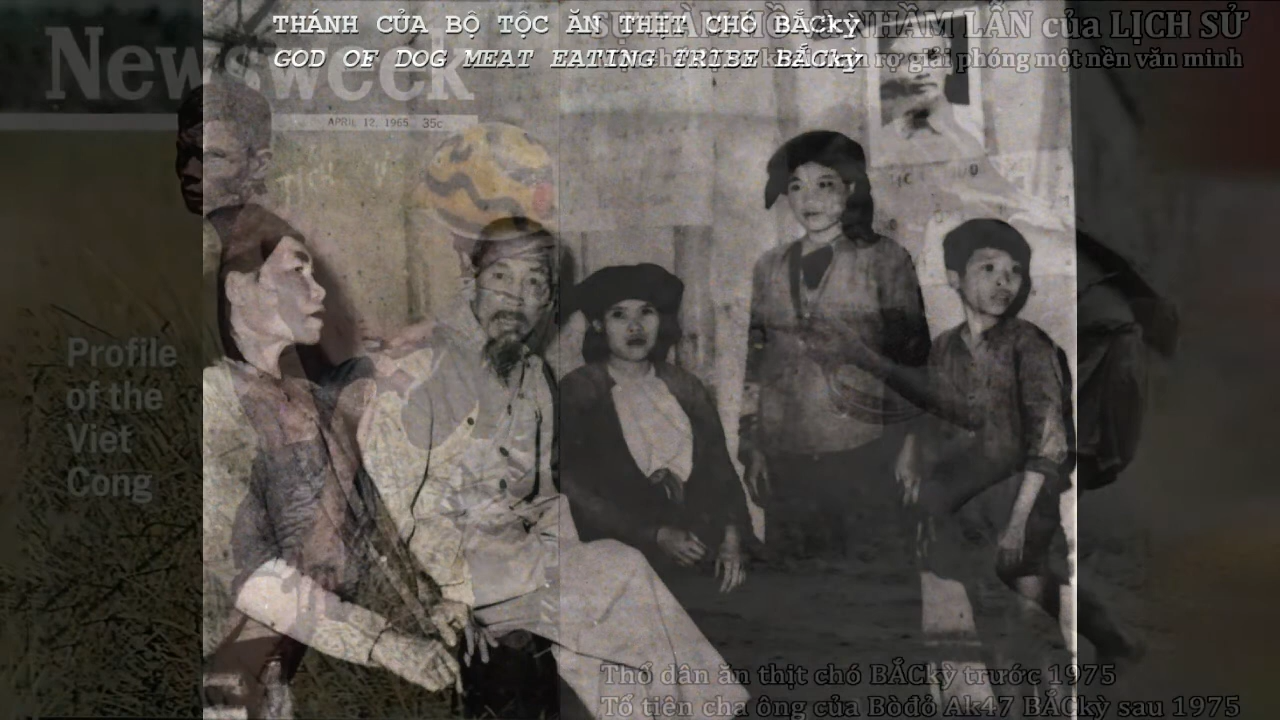 THÁNH CỦA BỘ TỘC ĂN THỊT CHÓ BẮCkỳ
GOD OF DOG MEAT EATING TRIBE BẮCkỳ
NHẦM LẪN của LỊCH SỬ
rợ giải phóng một nền văn minh
Newsweek
APRIL 12, 1965 35c
Profile
of the
Viet
Cong
Thổ dân ăn thịt chó BẮCkỳ trước 1975
Tổ tiên cha ông của Bòđỏ Ak47 BẮCkỳ sau 1975